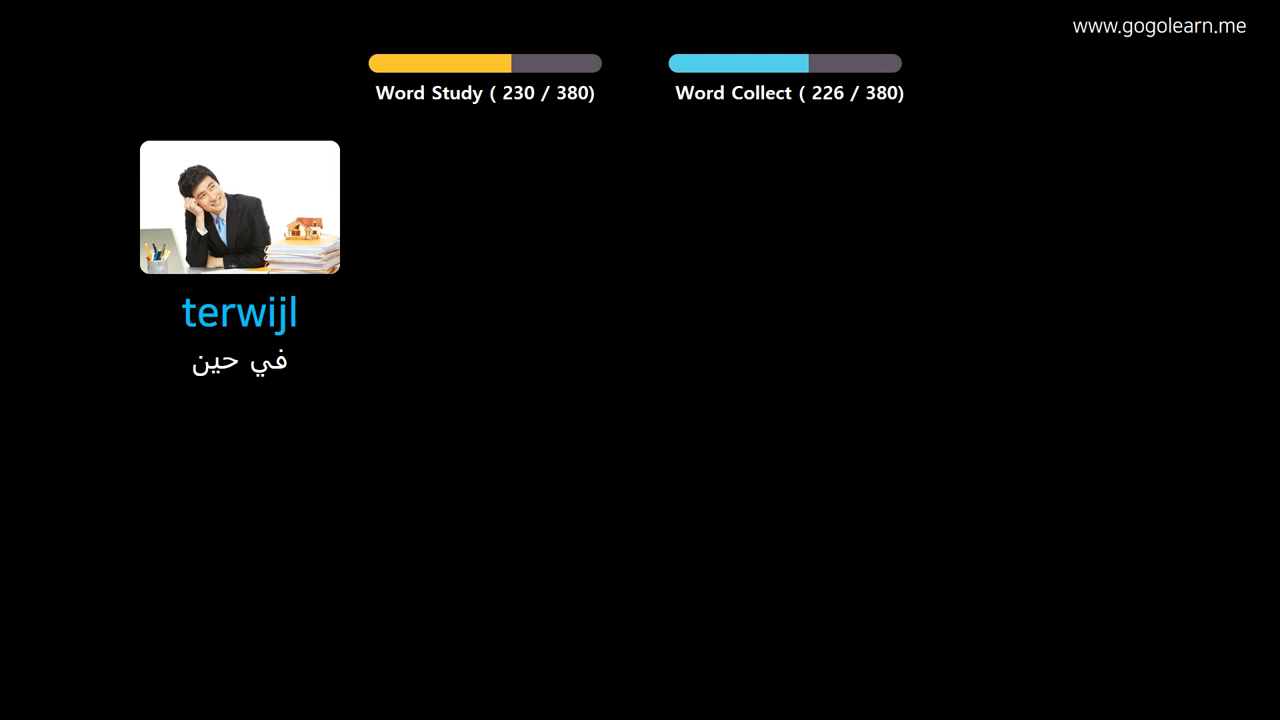 www.gogolearn.me
Word Study ( 230 / 380)
Word Collect ( 226 / 380)
terwijl
في حين